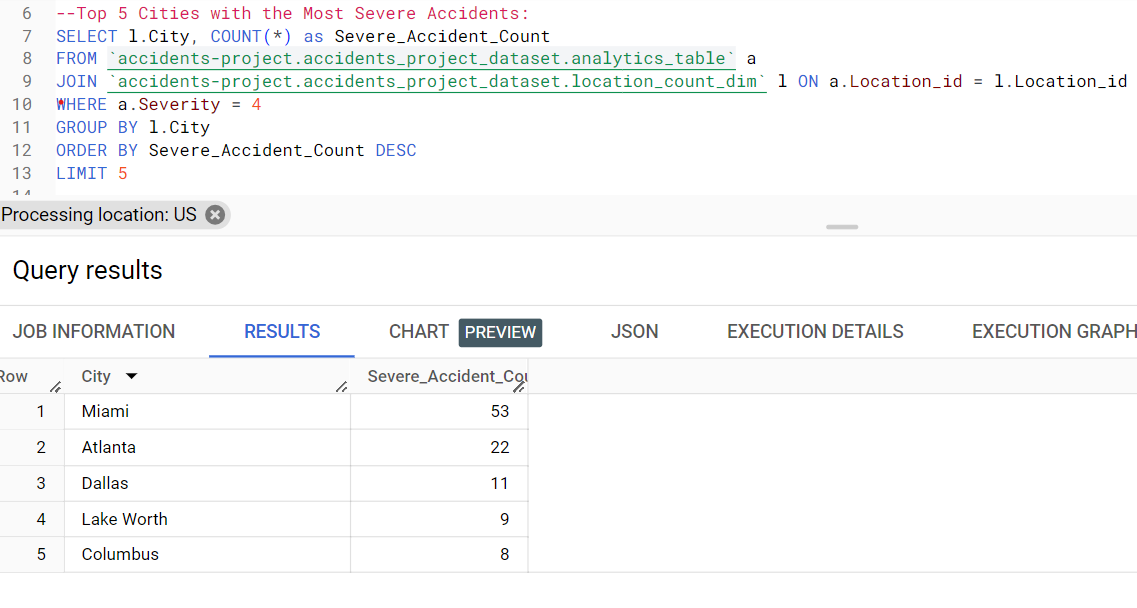 6 --Top 5 Cities with the Most Severe Accidents:
7 SELECT l.City, COUNT(*) as Severe_Accident_Count
8 FROM `accidents-project.accidents_project_dataset.analytics_table` a
9 JOIN `accidents-project.accidents_project_dataset.location_count_dim` l ON a.Location_id = l.Location_id
10 WHERE a.Severity = 4
11 GROUP BY l.City
12 ORDER BY Severe_Accident_Count DESC
13 LIMIT 5
14
Processing location: US
Query results
JOB INFORMATION RESULTS CHART PREVIEW JSON EXECUTION DETAILS EXECUTION GRAPH
Row City Severe_Accident_Cou
1 Miami 53
2 Atlanta 22
3 Dallas 11
4 Lake Worth 9
5 Columbus 8